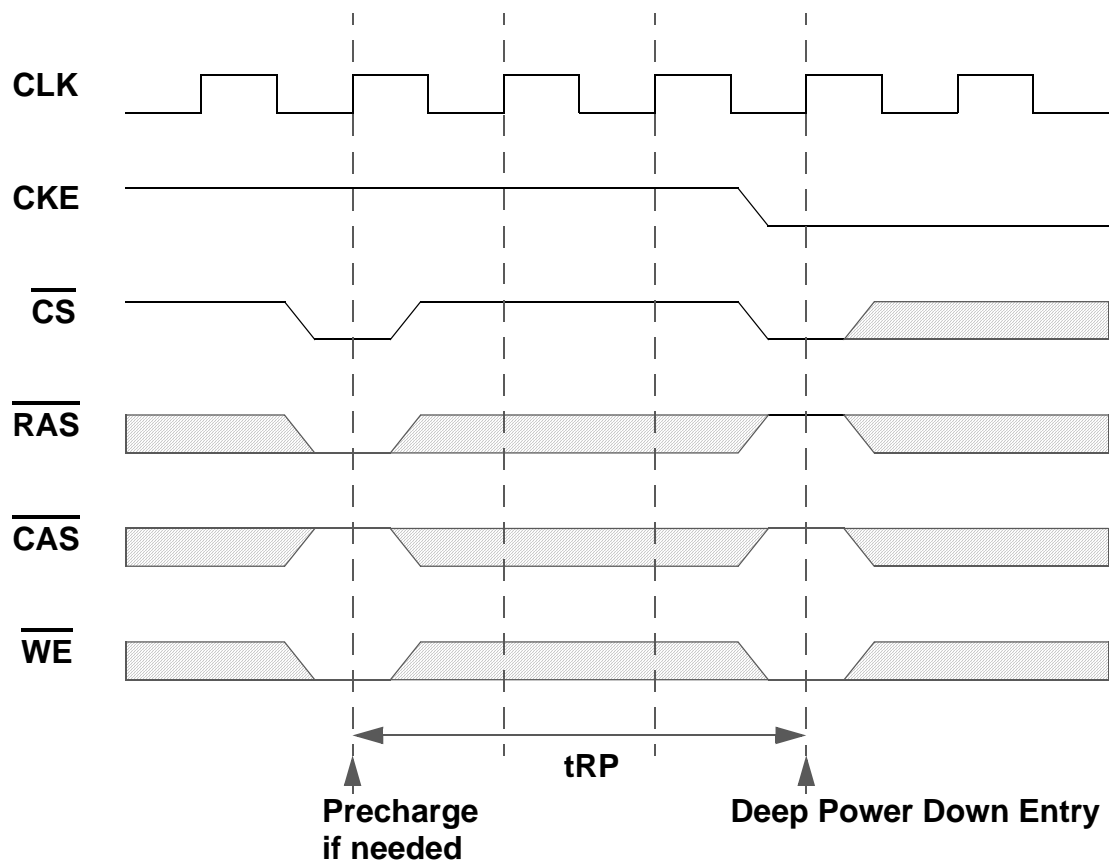 CLK
CKE
CS
RAS
CAS
WE
tRP
Precharge
if needed
Deep Power Down Entry